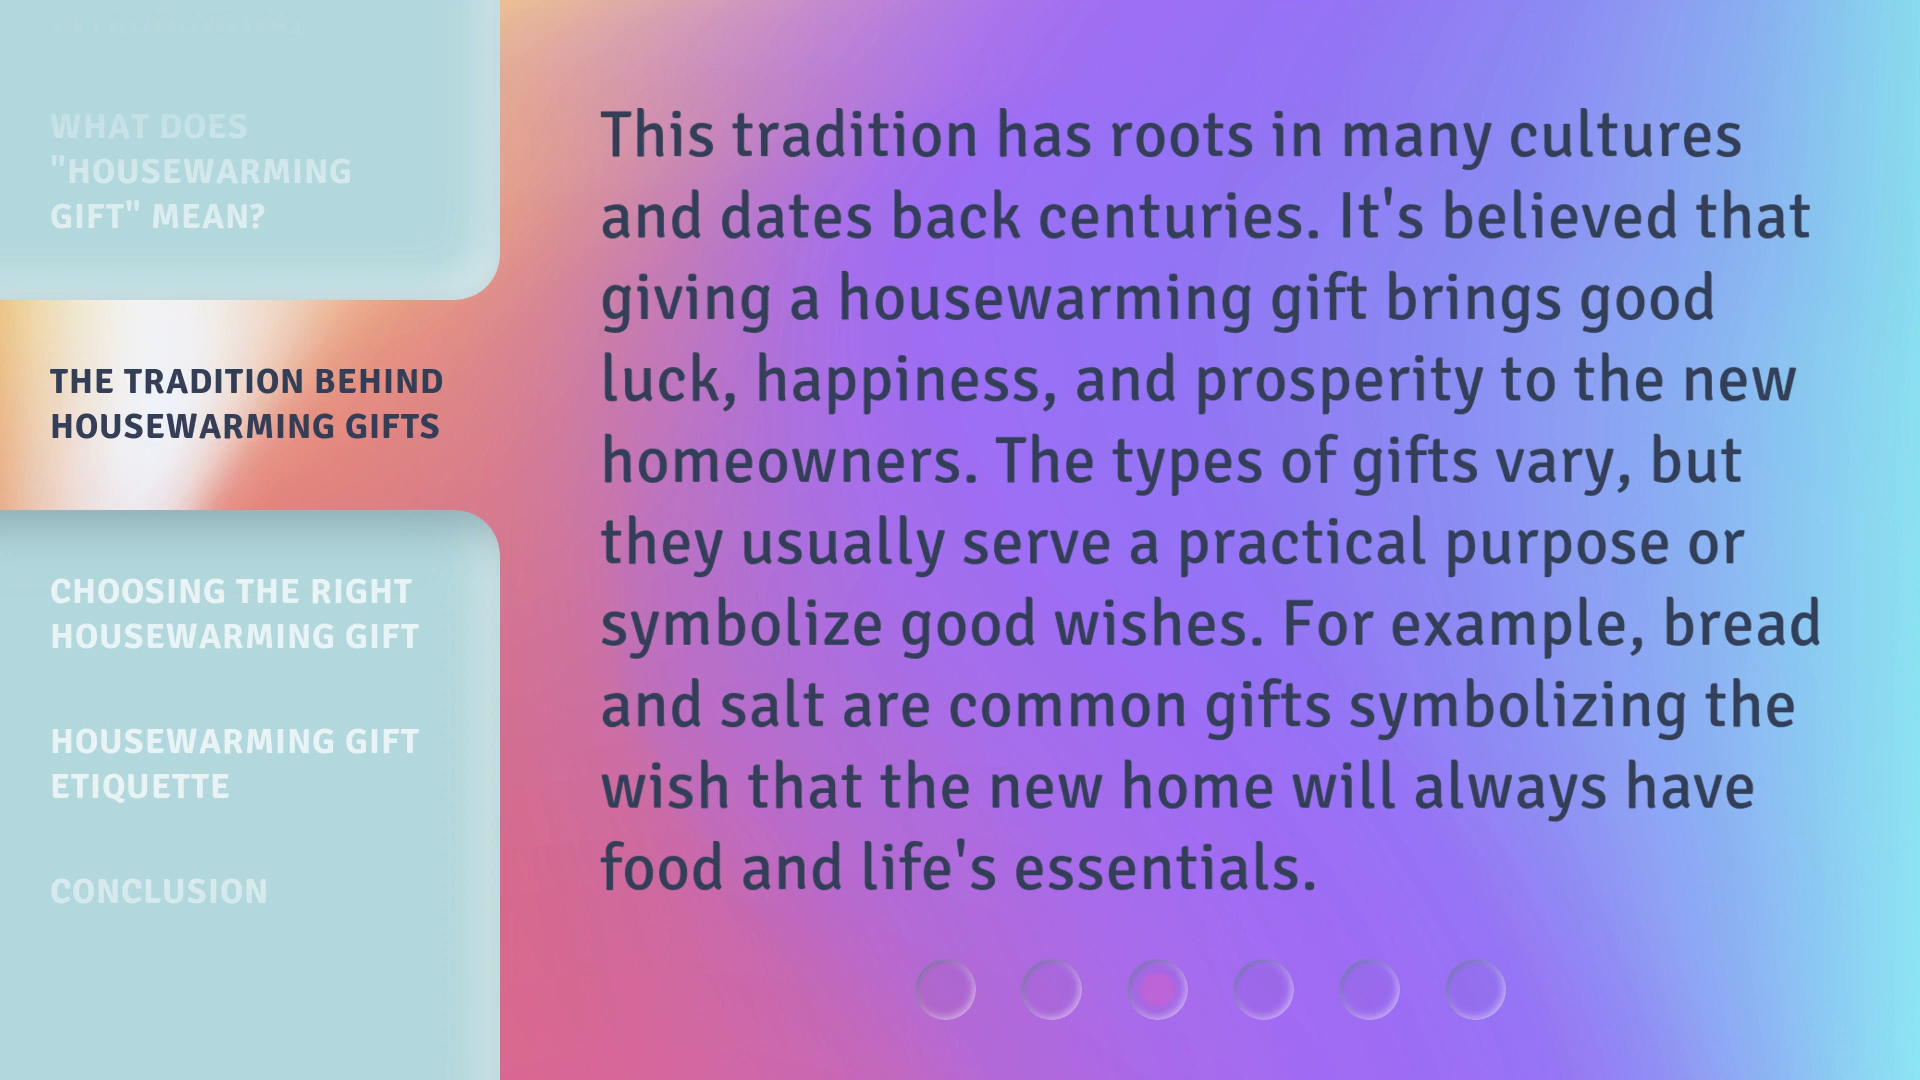 WHAT DOES
"HOUSEWARMING
GIFT" MEAN?
THE TRADITION BEHIND
HOUSEWARMING GIFTS
CHOOSING THE RIGHT
HOUSEWARMING GIFT
HOUSEWARMING GIFT
ETIQUETTE
CONCLUSION
This tradition has roots in many cultures
and dates back centuries. It's believed that
giving a housewarming gift brings good
luck, happiness, and prosperity to the new
homeowners. The types of gifts vary, but
they usually serve a practical purpose or
symbolize good wishes. For example, bread
and salt are common gifts symbolizing the
wish that the new home will always have
food and life's essentials.